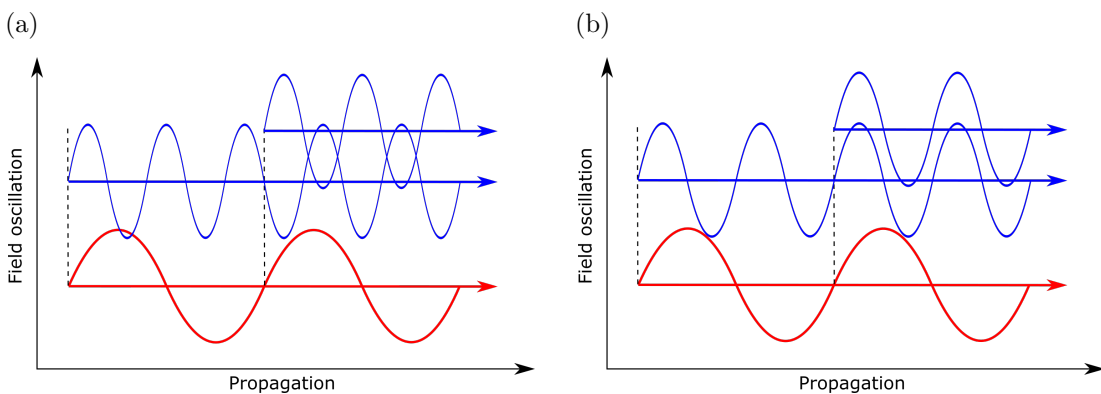 (a)
(b)
Field oscillation
Propagation
Field oscillation
Propagation